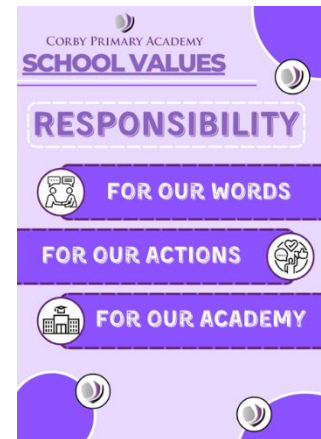 CORBY PRIMARY ACADEMY
SCHOOL VALUES
RESPONSIBILITY
FOR OUR WORDS
FOR OUR ACTIONS
FOR OUR ACADEMY